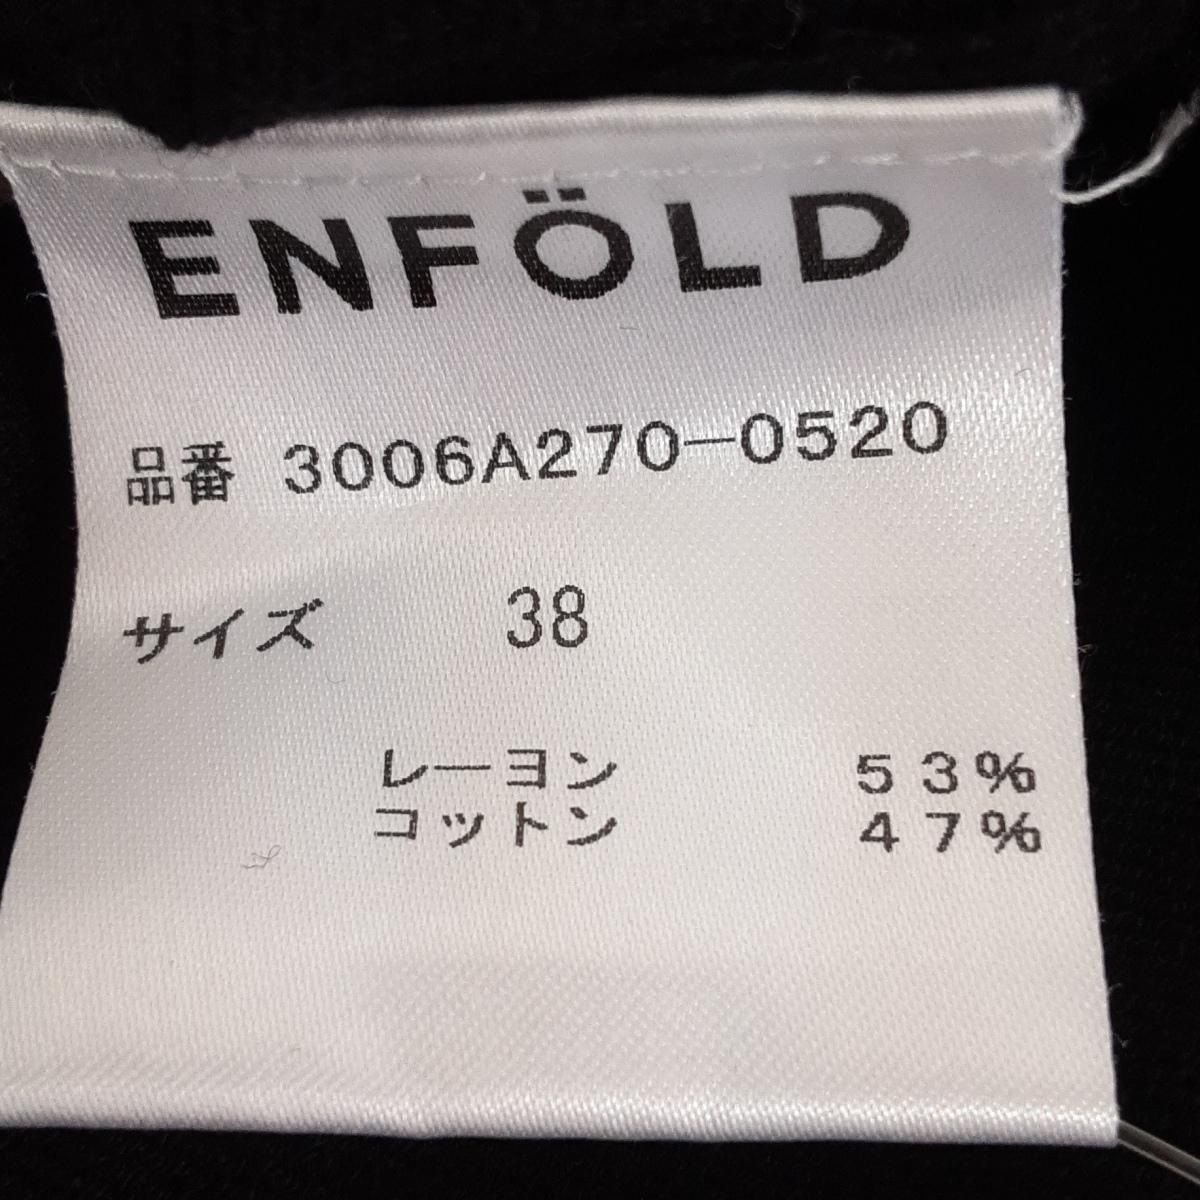 ENFÖLD
品番 3006A270-0520
サイズ 38
レーヨン 53%
コットン 47%